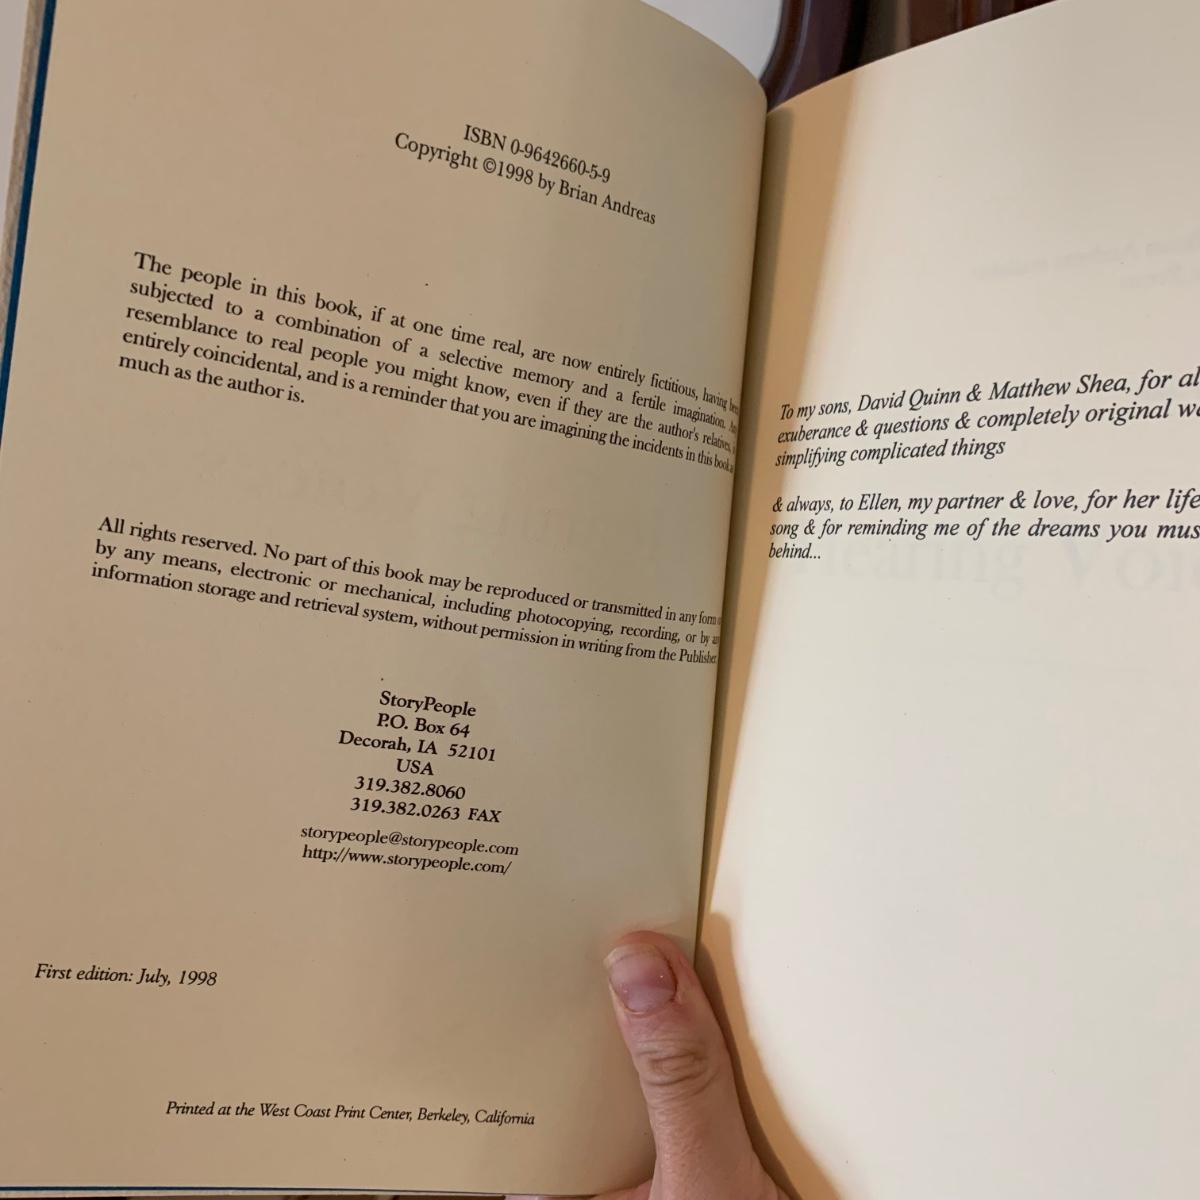 ISBN 0-9642660-5-9
Copyright ©1998 by Brian Andreas
The people in this book, if at one time real, are now entirely fictitious, having
subjected to a combination of a selective memory and a fertile imagination.
resemblance to real people you might know, even if they are the author's relatives,
entirely coincidental, and is a reminder that you are imagining the incidents in this book
much as the author is.
All rights reserved. No part of this book may be reproduced or transmitted in any form
by any means, electronic or mechanical, including photocopying, recording, or by
information storage and retrieval system, without permission in writing from the Publisher
StoryPeople
P.O. Box 64
Decorah, IA 52101
USA
319.382.8060
319.382.0263 FAX
storypeople@storypeople.com
http://www.storypeople.com/
First edition: July, 1998
Printed at the West Coast Print Center, Berkeley, California
To my sons, David Quinn & Matthew Shea, for al
exuberance & questions & completely original w
simplifying complicated things
& always, to Ellen, my partner & love, for her life
song & for reminding me of the dreams you mus
behind...